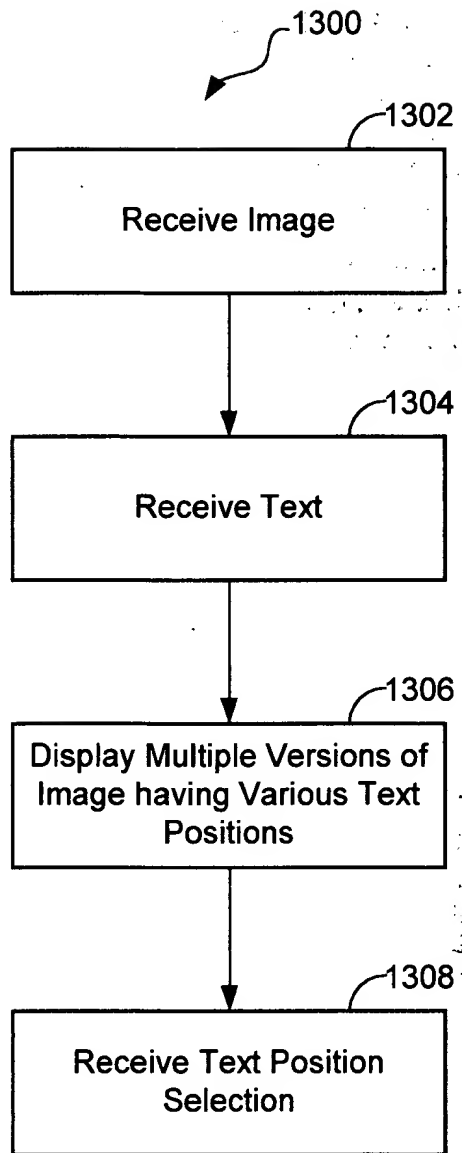 1300
1302
Receive Image
1304
Receive Text
1306
Display Multiple Versions of
Image having Various Text
Positions
1308
Receive Text Position
Selection